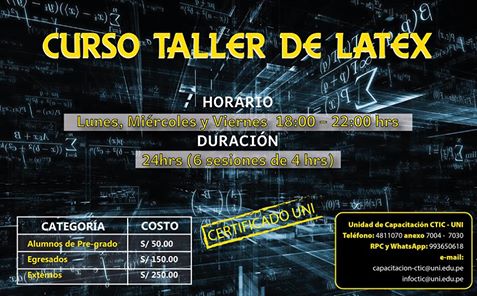 CURSO TALLER DE LATEX
HORARIO
Lunes, Miércoles y Viernes 18:00 - 22:00 hrs
DURACIÓN
24hrs (6 sesiones de 4 hrs)
CERTIFICADO UNI
CATEGORÍA COSTO
Alumnos de Pre-grado S/ 50.00
Egresados S/ 150.00
Externos S/ 250.00
Unidad de Capacitación CTIC - UNI
Teléfono: 4811070 anexo 7004 - 7030
RPC y WhatsApp: 993650618
e-mail:
capacitacion-ctic@uni.edu.pe
infoctic@uni.edu.pe